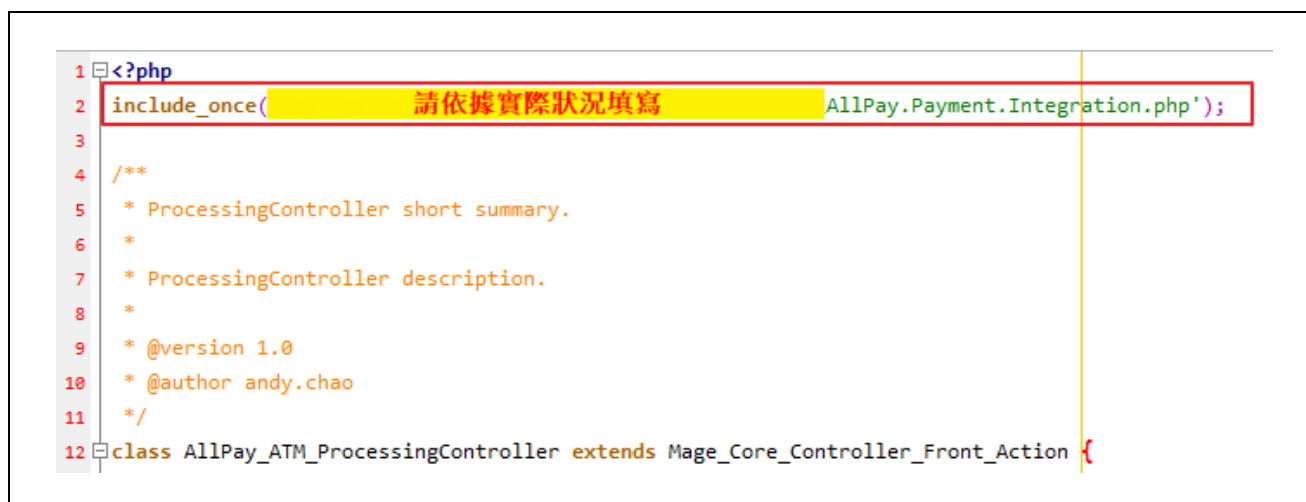 1 <?php
2 include_once( 請依據實際狀況填寫 AllPay.Payment.Integration.php');
3
4 /**
5 * ProcessingController short summary.
6 *
7 * ProcessingController description.
8 *
9 * @version 1.0
10 * @author andy.chao
11 */
12 class AllPay_ATM_ProcessingController extends Mage_Core_Controller_Front_Action {